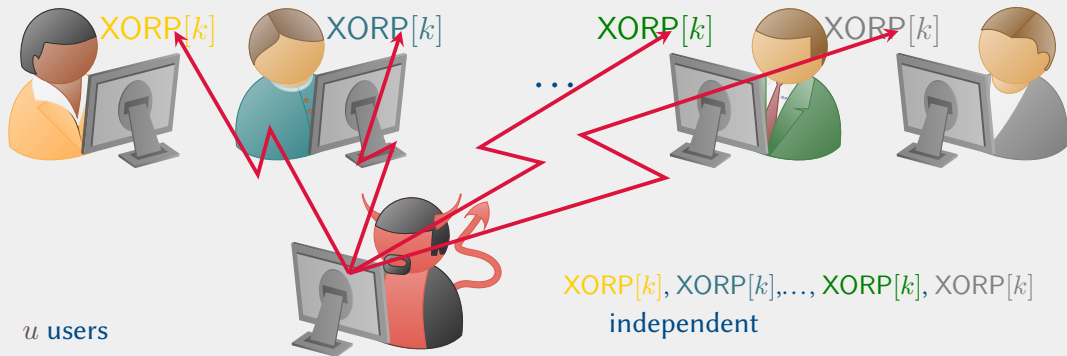 XORP[k] XORP[k] XORP[k] XORP[k]
...
XORP[k], XORP[k],..., XORP[k], XORP[k]
u users independent